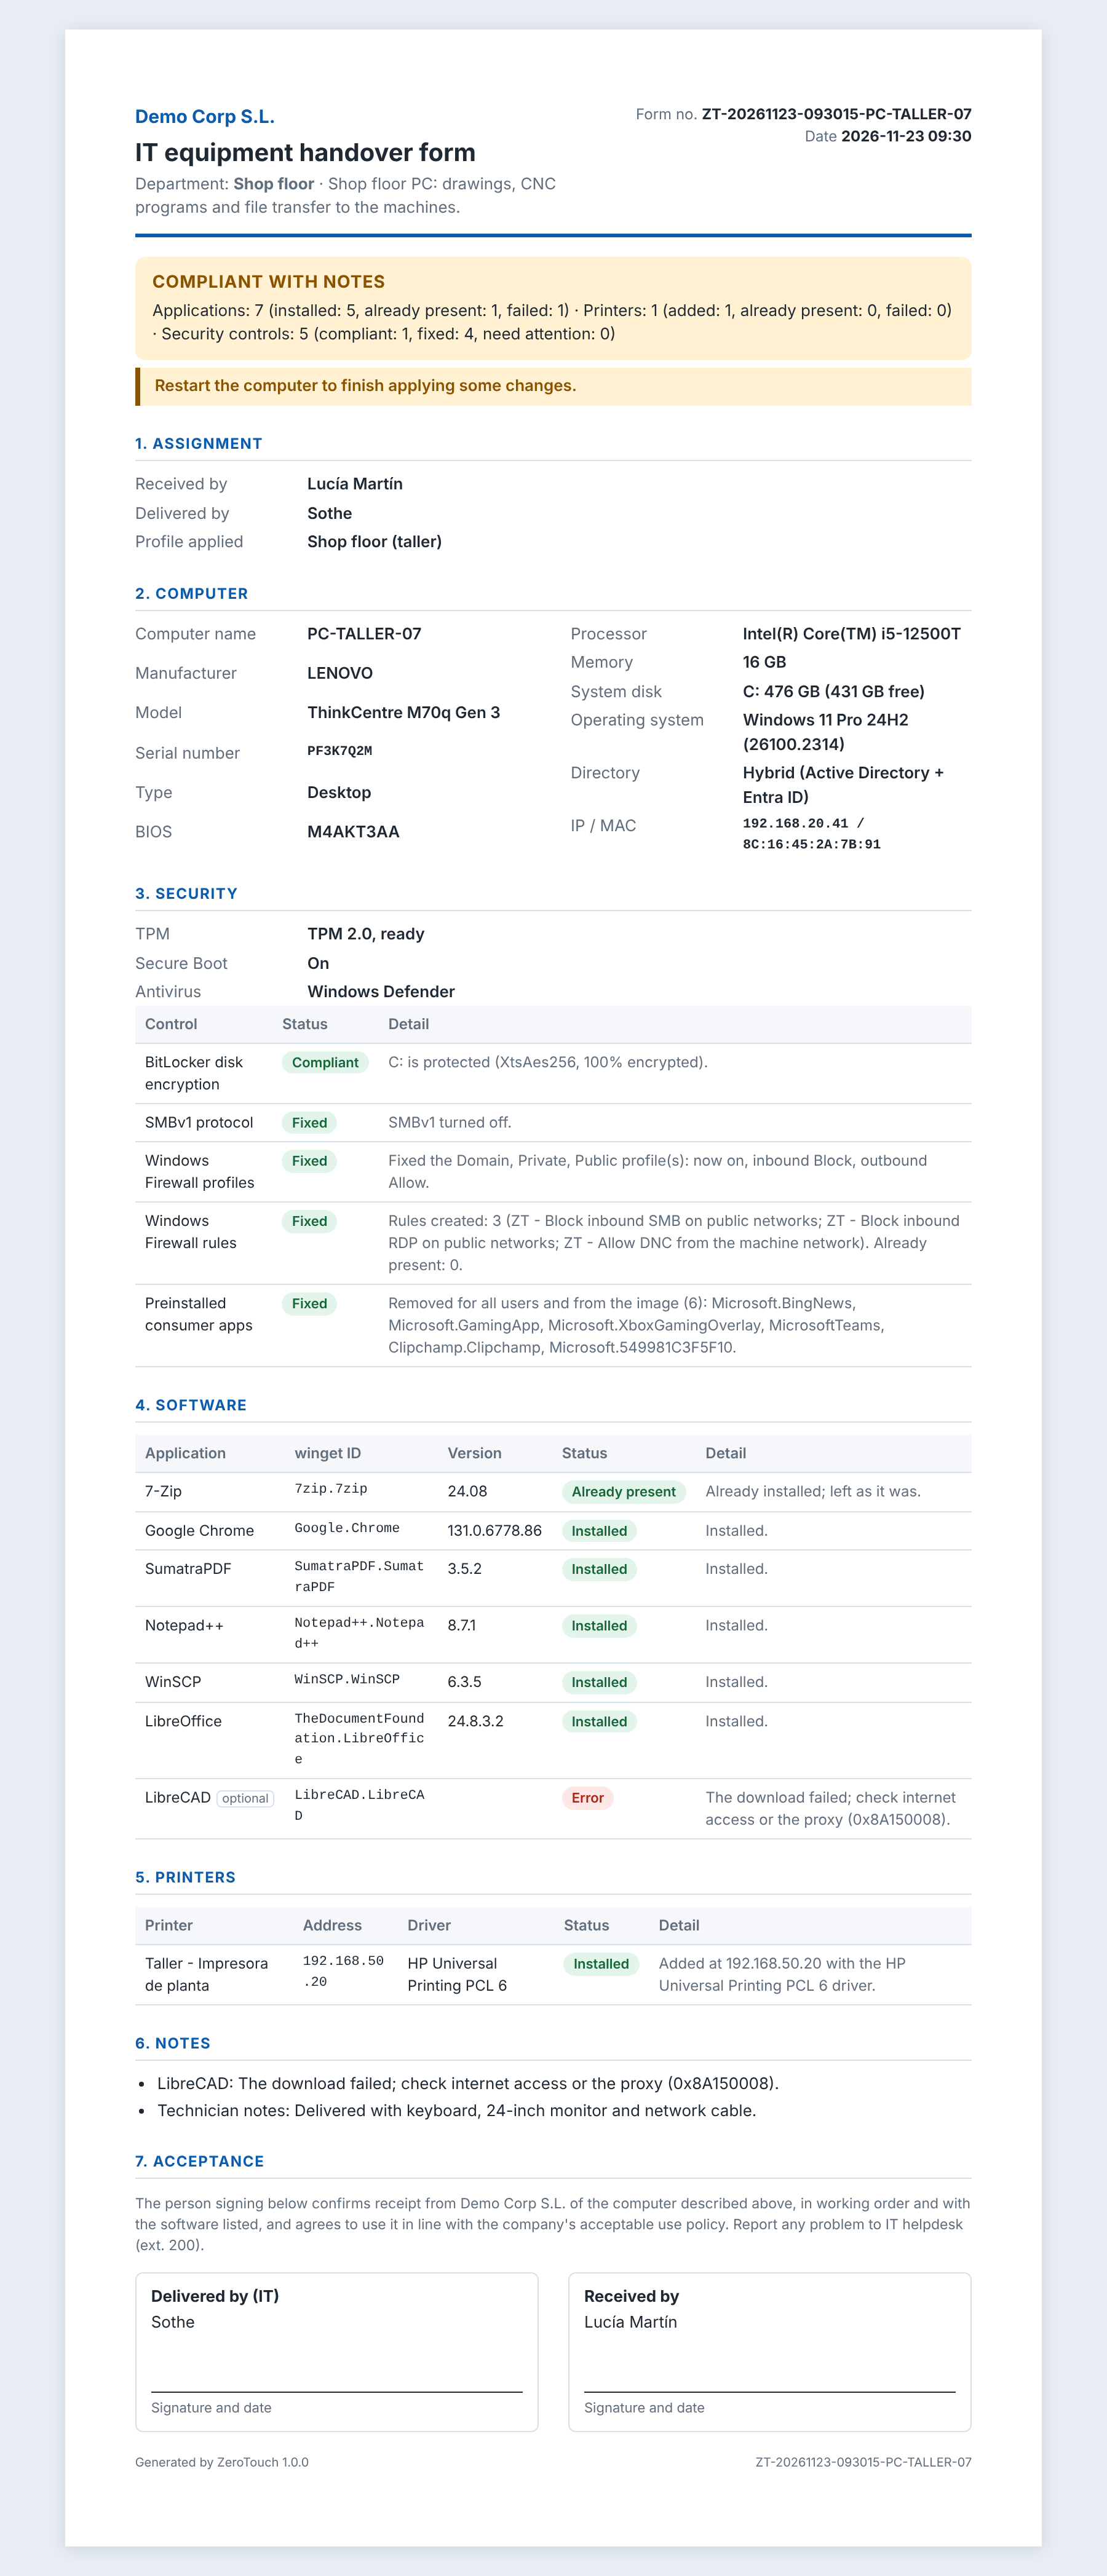 Demo Corp S.L.
IT equipment handover form
Department: Shop floor · Shop floor PC: drawings, CNC
programs and file transfer to the machines.
Form no. ZT-20261123-093015-PC-TALLER-07
Date 2026-11-23 09:30
COMPLIANT WITH NOTES
Applications: 7 (installed: 5, already present: 1, failed: 1) · Printers: 1 (added: 1, already present: 0, failed: 0)
· Security controls: 5 (compliant: 1, fixed: 4, need attention: 0)
Restart the computer to finish applying some changes.
1. ASSIGNMENT
Received by Lucía Martín
Delivered by Sothe
Profile applied Shop floor (taller)
2. COMPUTER
Computer name PC-TALLER-07
Manufacturer LENOVO
Model ThinkCentre M70q Gen 3
Serial number PF3K7Q2M
Type Desktop
BIOS M4AKT3AA
Processor Intel(R) Core(TM) i5-12500T
Memory 16 GB
System disk C: 476 GB (431 GB free)
Operating system Windows 11 Pro 24H2
(26100.2314)
Directory Hybrid (Active Directory +
Entra ID)
IP / MAC 192.168.20.41 /
8C:16:45:2A:7B:91
3. SECURITY
TPM TPM 2.0, ready
Secure Boot On
Antivirus Windows Defender
Control Status Detail
BitLocker disk Compliant C: is protected (XtsAes256, 100% encrypted).
encryption
SMBv1 protocol Fixed SMBv1 turned off.
Windows Fixed Fixed the Domain, Private, Public profile(s): now on, inbound Block, outbound
Firewall profiles Allow.
Windows Fixed Rules created: 3 (ZT - Block inbound SMB on public networks; ZT - Block inbound
Firewall rules RDP on public networks; ZT - Allow DNC from the machine network). Already
present: 0.
Preinstalled Fixed Removed for all users and from the image (6): Microsoft.BingNews,
consumer apps Microsoft.GamingApp, Microsoft.XboxGamingOverlay, MicrosoftTeams,
Clipchamp.Clipchamp, Microsoft.549981C3F5F10.
4. SOFTWARE
Application winget ID Version Status Detail
7-Zip 7zip.7zip 24.08 Already present Already installed; left as it was.
Google Chrome Google.Chrome 131.0.6778.86 Installed Installed.
SumatraPDF SumatraPDF.Sumat 3.5.2 Installed Installed.
raPDF
Notepad++ Notepad++.Notepa 8.7.1 Installed Installed.
d++
WinSCP WinSCP.WinSCP 6.3.5 Installed Installed.
LibreOffice TheDocumentFound 24.8.3.2 Installed Installed.
ation.LibreOffic
e
LibreCAD optional LibreCAD.LibreCA Error The download failed; check internet
D access or the proxy (0x8A150008).
5. PRINTERS
Printer Address Driver Status Detail
Taller - Impresora 192.168.50 HP Universal Installed Added at 192.168.50.20 with the HP
de planta .20 Printing PCL 6 Universal Printing PCL 6 driver.
6. NOTES
• LibreCAD: The download failed; check internet access or the proxy (0x8A150008).
• Technician notes: Delivered with keyboard, 24-inch monitor and network cable.
7. ACCEPTANCE
The person signing below confirms receipt from Demo Corp S.L. of the computer described above, in working order and with
the software listed, and agrees to use it in line with the company's acceptable use policy. Report any problem to IT helpdesk
(ext. 200).
Delivered by (IT)
Sothe
Signature and date
Received by
Lucía Martín
Signature and date
Generated by ZeroTouch 1.0.0 ZT-20261123-093015-PC-TALLER-07